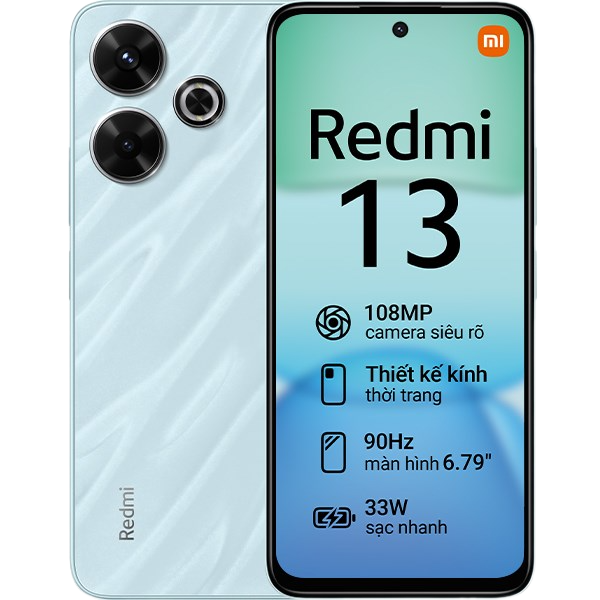 mi
Redmi
13
108MP
camera siêu rõ
Thiết kế kính
thời trang
90Hz
màn hình 6.79"
33W
sạc nhanh
Redmi